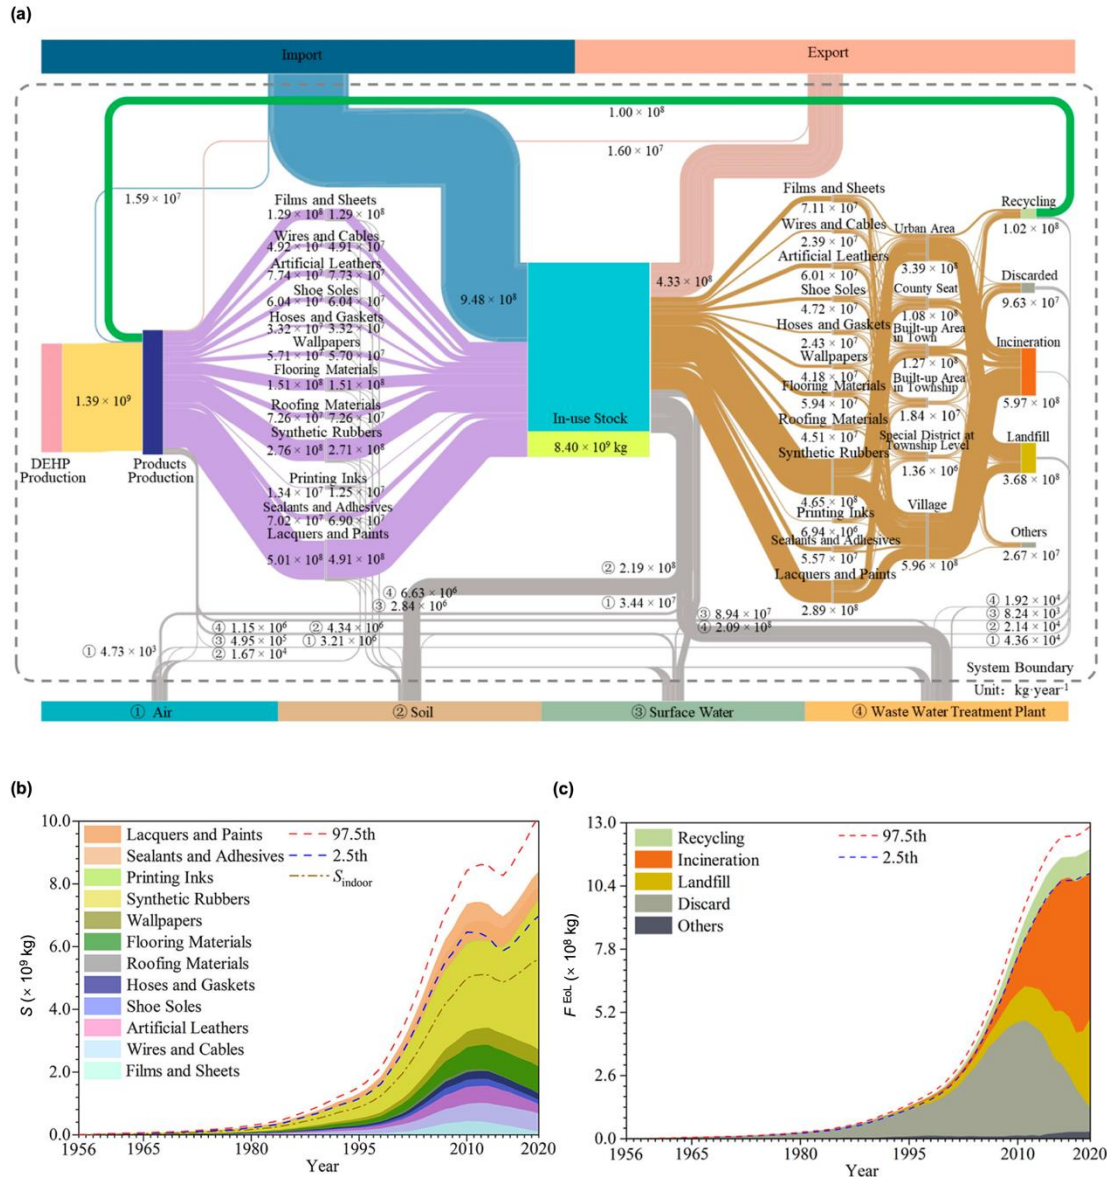 (a)
Import
Export
1.00 × 10⁸
1.60 × 10⁷
1.59 × 10⁷
Films and Sheets
1.29 × 10⁸ 1.29 × 10⁸
Wires and Cables
4.92 × 10⁷ 4.91 × 10⁷
Artificial Leathers
7.74 × 10⁷ 7.73 × 10⁷
Shoe Soles
6.04 × 10⁷ 6.04 × 10⁷
Hoses and Gaskets
3.32 × 10⁷ 3.32 × 10⁷
Wallpapers
5.71 × 10⁷ 5.70 × 10⁷
Flooring Materials
1.51 × 10⁸ 1.51 × 10⁸
Roofing Materials
7.26 × 10⁷ 7.26 × 10⁷
Synthetic Rubbers
2.76 × 10⁸ 2.71 × 10⁸
Printing Inks
1.34 × 10⁷ 1.25 × 10⁷
Sealants and Adhesives
7.02 × 10⁷ 6.90 × 10⁷
Lacquers and Paints
5.01 × 10⁸ 4.91 × 10⁸
1.39 × 10⁹
DEHP
Production
Products
Production
9.48 × 10⁸
4.33 × 10⁸
In-use Stock
8.40 × 10⁹ kg
Films and Sheets
7.11 × 10⁷
Wires and Cables
2.39 × 10⁷
Artificial Leathers
6.01 × 10⁷
Shoe Soles
4.72 × 10⁷
Hoses and Gaskets
2.43 × 10⁷
Wallpapers
4.18 × 10⁷
Flooring Materials
5.94 × 10⁷
Roofing Materials
4.51 × 10⁷
Synthetic Rubbers
4.65 × 10⁸
Printing Inks
6.94 × 10⁶
Sealants and Adhesives
5.57 × 10⁷
Lacquers and Paints
2.89 × 10⁸
Urban Area
3.39 × 10⁸
County Seat
1.08 × 10⁸
Built-up Area
in Town
1.27 × 10⁸
Built-up Area
in Township
1.84 × 10⁷
Special District at
Township Level
1.36 × 10⁶
Village
5.96 × 10⁸
Recycling
1.02 × 10⁸
Discarded
9.63 × 10⁷
Incineration
5.97 × 10⁸
Landfill
3.68 × 10⁸
Others
2.67 × 10⁷
② 2.19 × 10⁸
④ 6.63 × 10⁶
③ 2.84 × 10⁶
① 3.44 × 10⁷
③ 8.94 × 10⁷
④ 2.09 × 10⁸
④ 1.92 × 10⁴
③ 8.24 × 10³
② 2.14 × 10⁴
① 4.36 × 10⁴
④ 1.15 × 10⁶
② 4.34 × 10⁶
③ 4.95 × 10⁵
① 3.21 × 10⁶
① 4.73 × 10³
② 1.67 × 10⁴
System Boundary
Unit: kg·year⁻¹
① Air
② Soil
③ Surface Water
④ Waste Water Treatment Plant
(b)
S (× 10⁹ kg)
10.0
8.0
6.0
4.0
2.0
0.0
Lacquers and Paints
Sealants and Adhesives
Printing Inks
Synthetic Rubbers
Wallpapers
Flooring Materials
Roofing Materials
Hoses and Gaskets
Shoe Soles
Artificial Leathers
Wires and Cables
Films and Sheets
97.5th
2.5th
S indoor
1956 1965 1980 1995 2010 2020
Year
(c)
F EoL (× 10⁸ kg)
13.0
10.4
7.8
5.2
2.6
0.0
Recycling
Incineration
Landfill
Discard
Others
97.5th
2.5th
1956 1965 1980 1995 2010 2020
Year